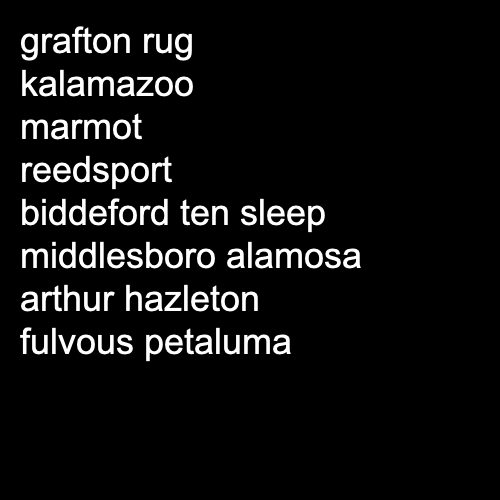 grafton rug
kalamazoo
marmot
reedsport
biddeford ten sleep
middlesboro alamosa
arthur hazleton
fulvous petaluma